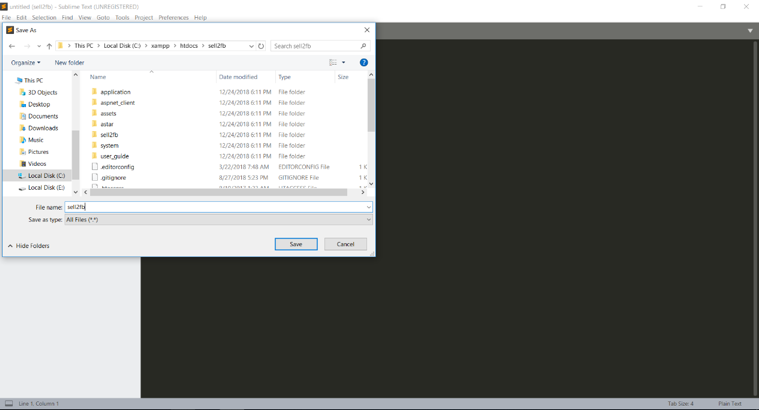 untitled (sell2fb) - Sublime Text (UNREGISTERED)
File Edit Selection Find View Goto Tools Project Preferences Help
Save As
This PC > Local Disk (C:) > xampp > htdocs > sell2fb
Search sell2fb
Organize New folder
Name Date modified Type Size
This PC
3D Objects
Desktop
Documents
Downloads
Music
Pictures
Videos
Local Disk (C:)
Local Disk (E:)
application 12/24/2018 6:11 PM File folder
aspnet_client 12/24/2018 6:11 PM File folder
assets 12/24/2018 6:11 PM File folder
astar 12/24/2018 6:11 PM File folder
sell2fb 12/24/2018 6:11 PM File folder
system 12/24/2018 6:11 PM File folder
user_guide 12/24/2018 6:11 PM File folder
.editorconfig 3/22/2018 7:48 AM EDITORCONFIG File 1 K
.gitignore 8/27/2018 5:23 PM GITIGNORE File 1 K
File name: sell2fb
Save as type: All Files (*.*)
Hide Folders
Save Cancel
Line 1, Column 1
Tab Size: 4
Plain Text